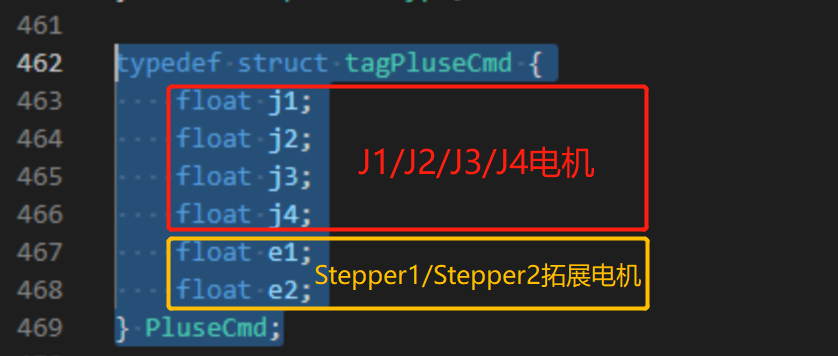 461
462 typedef struct tagPluseCmd {
463 float j1;
464 float j2;
J1/J2/J3/J4电机
465 float j3;
466 float j4;
467 float e1;
Stepper1/Stepper2拓展电机
468 float e2;
469 } PluseCmd;